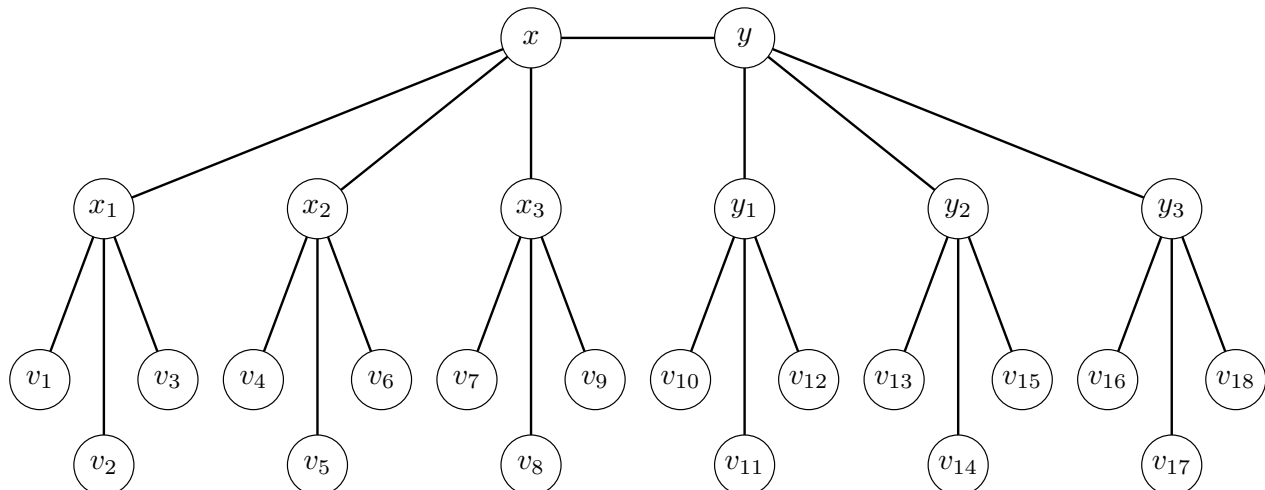 x y
x₁ x₂ x₃ y₁ y₂ y₃
v₁ v₃ v₄ v₆ v₇ v₉ v₁₀ v₁₂ v₁₃ v₁₅ v₁₆ v₁₈
v₂ v₅ v₈ v₁₁ v₁₄ v₁₇